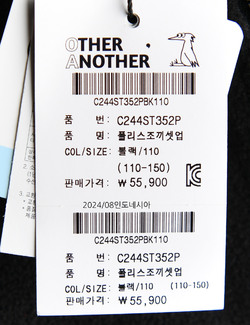 OTHER
ANOTHER
C244ST352PBK110
품 번: C244ST352P
품 명: 플리스조끼셋업
COL/SIZE: 블랙/110
(110-150)
판매가격: ₩55,900
2024/08인도네시아
C244ST352PBK110
품 번: C244ST352P
품 명: 플리스조끼셋업
COL/SIZE: 블랙/110 (110-150)
판매가격: ₩55,900